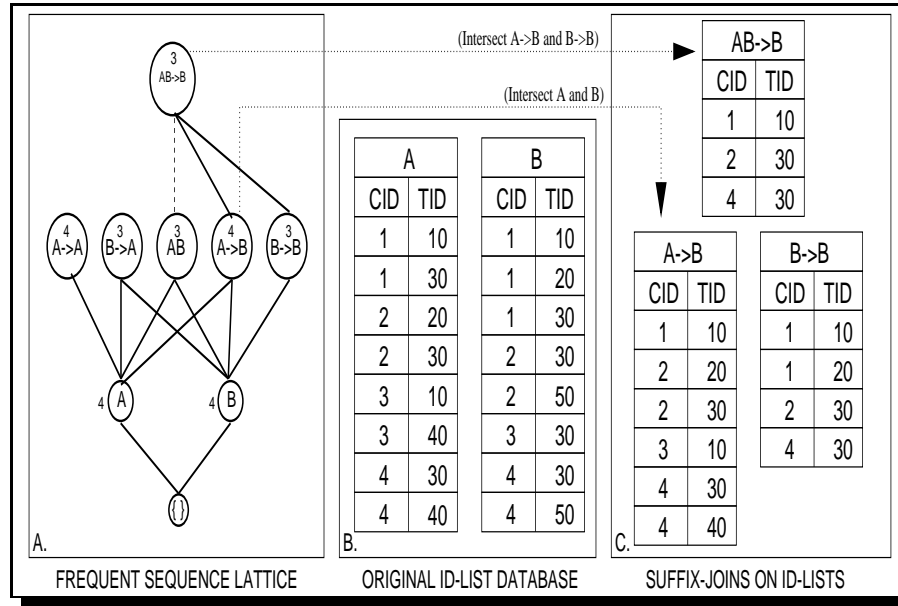 3
AB->B
4
A->A
3
B->A
3
AB
4
A->B
3
B->B
4 A
4 B
{ }
A.
FREQUENT SEQUENCE LATTICE
(Intersect A->B and B->B)
(Intersect A and B)
A
CID TID
1 10
1 30
2 20
2 30
3 10
3 40
4 30
4 40
B
CID TID
1 10
1 20
1 30
2 30
2 50
3 30
4 30
4 50
B.
ORIGINAL ID-LIST DATABASE
AB->B
CID TID
1 10
2 30
4 30
A->B
CID TID
1 10
2 20
2 30
3 10
4 30
4 40
B->B
CID TID
1 10
1 20
2 30
4 30
C.
SUFFIX-JOINS ON ID-LISTS